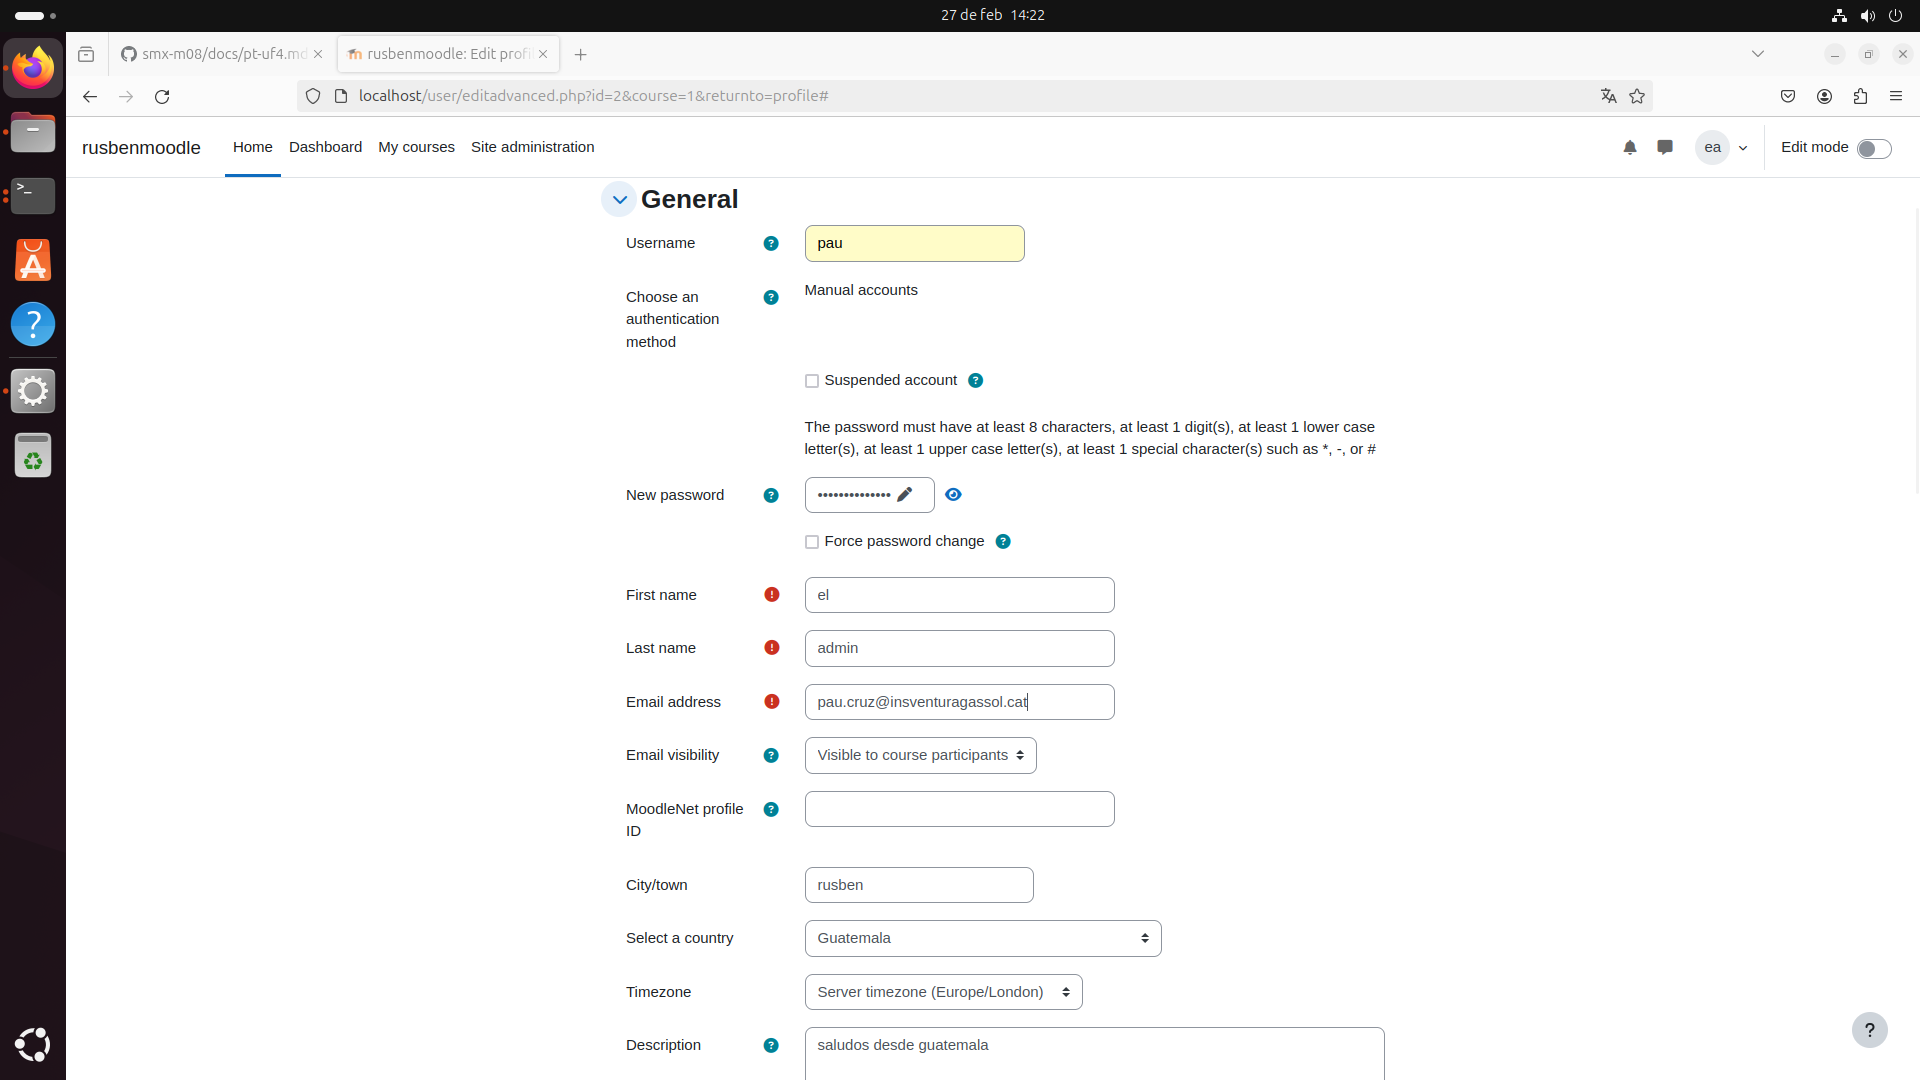 27 de feb 14:22
smx-m08/docs/pt-uf4.md
rusbenmoodle: Edit profi
localhost/user/editadvanced.php?id=2&course=1&returnto=profile#
rusbenmoodle
Home
Dashboard
My courses
Site administration
ea
Edit mode
General
Username
pau
Choose an authentication method
Manual accounts
Suspended account
The password must have at least 8 characters, at least 1 digit(s), at least 1 lower case
letter(s), at least 1 upper case letter(s), at least 1 special character(s) such as *, -, or #
New password
••••••••••••••
Force password change
First name
el
Last name
admin
Email address
pau.cruz@insventuragassol.cat
Email visibility
Visible to course participants
MoodleNet profile
ID
City/town
rusben
Select a country
Guatemala
Timezone
Server timezone (Europe/London)
Description
saludos desde guatemala
?